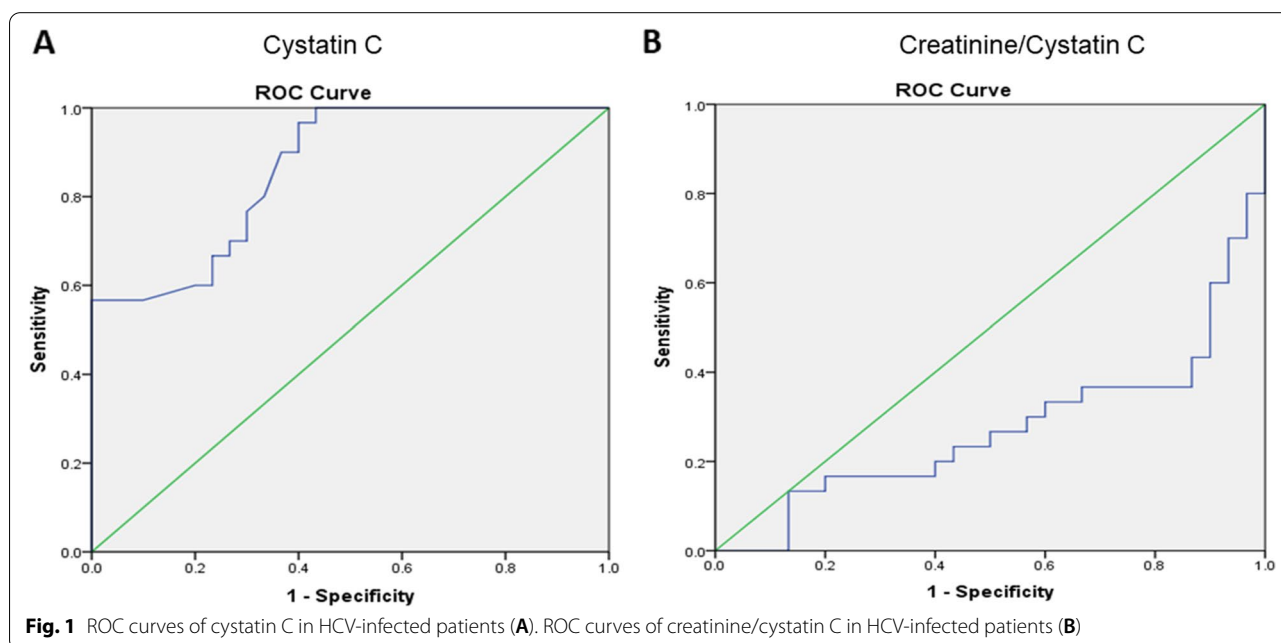 A
Cystatin C
ROC Curve
1.0
0.8
0.6
0.4
0.2
0.0
Sensitivity
0.0 0.2 0.4 0.6 0.8 1.0
1 - Specificity
B
Creatinine/Cystatin C
ROC Curve
1.0
0.8
0.6
0.4
0.2
0.0
Sensitivity
0.0 0.2 0.4 0.6 0.8 1.0
1 - Specificity
Fig. 1 ROC curves of cystatin C in HCV-infected patients (A). ROC curves of creatinine/cystatin C in HCV-infected patients (B)